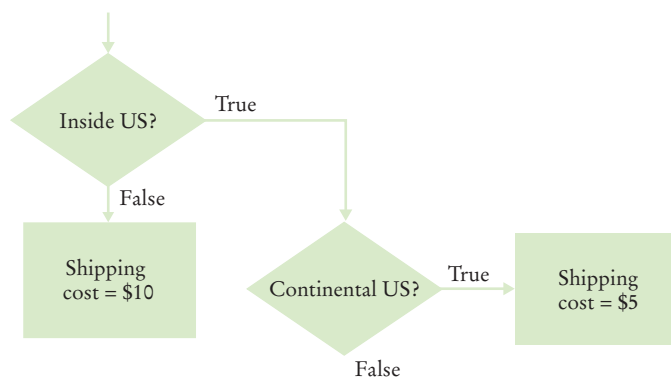 Inside US?
True
False
Shipping
cost = $10
Continental US?
True
Shipping
cost = $5
False